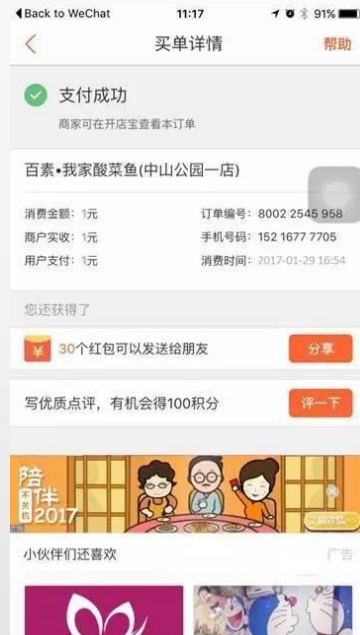 Back to WeChat 11:17 91%
买单详情 帮助
支付成功
商家可在开店宝查看本订单
百素•我家酸菜鱼(中山公园一店)
消费金额：1元 订单编号：8002 2545 958
商户实收：1元 手机号码：152 1677 7705
用户支付：1元 消费时间：2017-01-29 16:54
您还获得了
¥ 30个红包可以发送给朋友 分享
写优质点评，有机会得100积分 评一下
陪伴
不关机
2017
小伙伴们还喜欢 广告